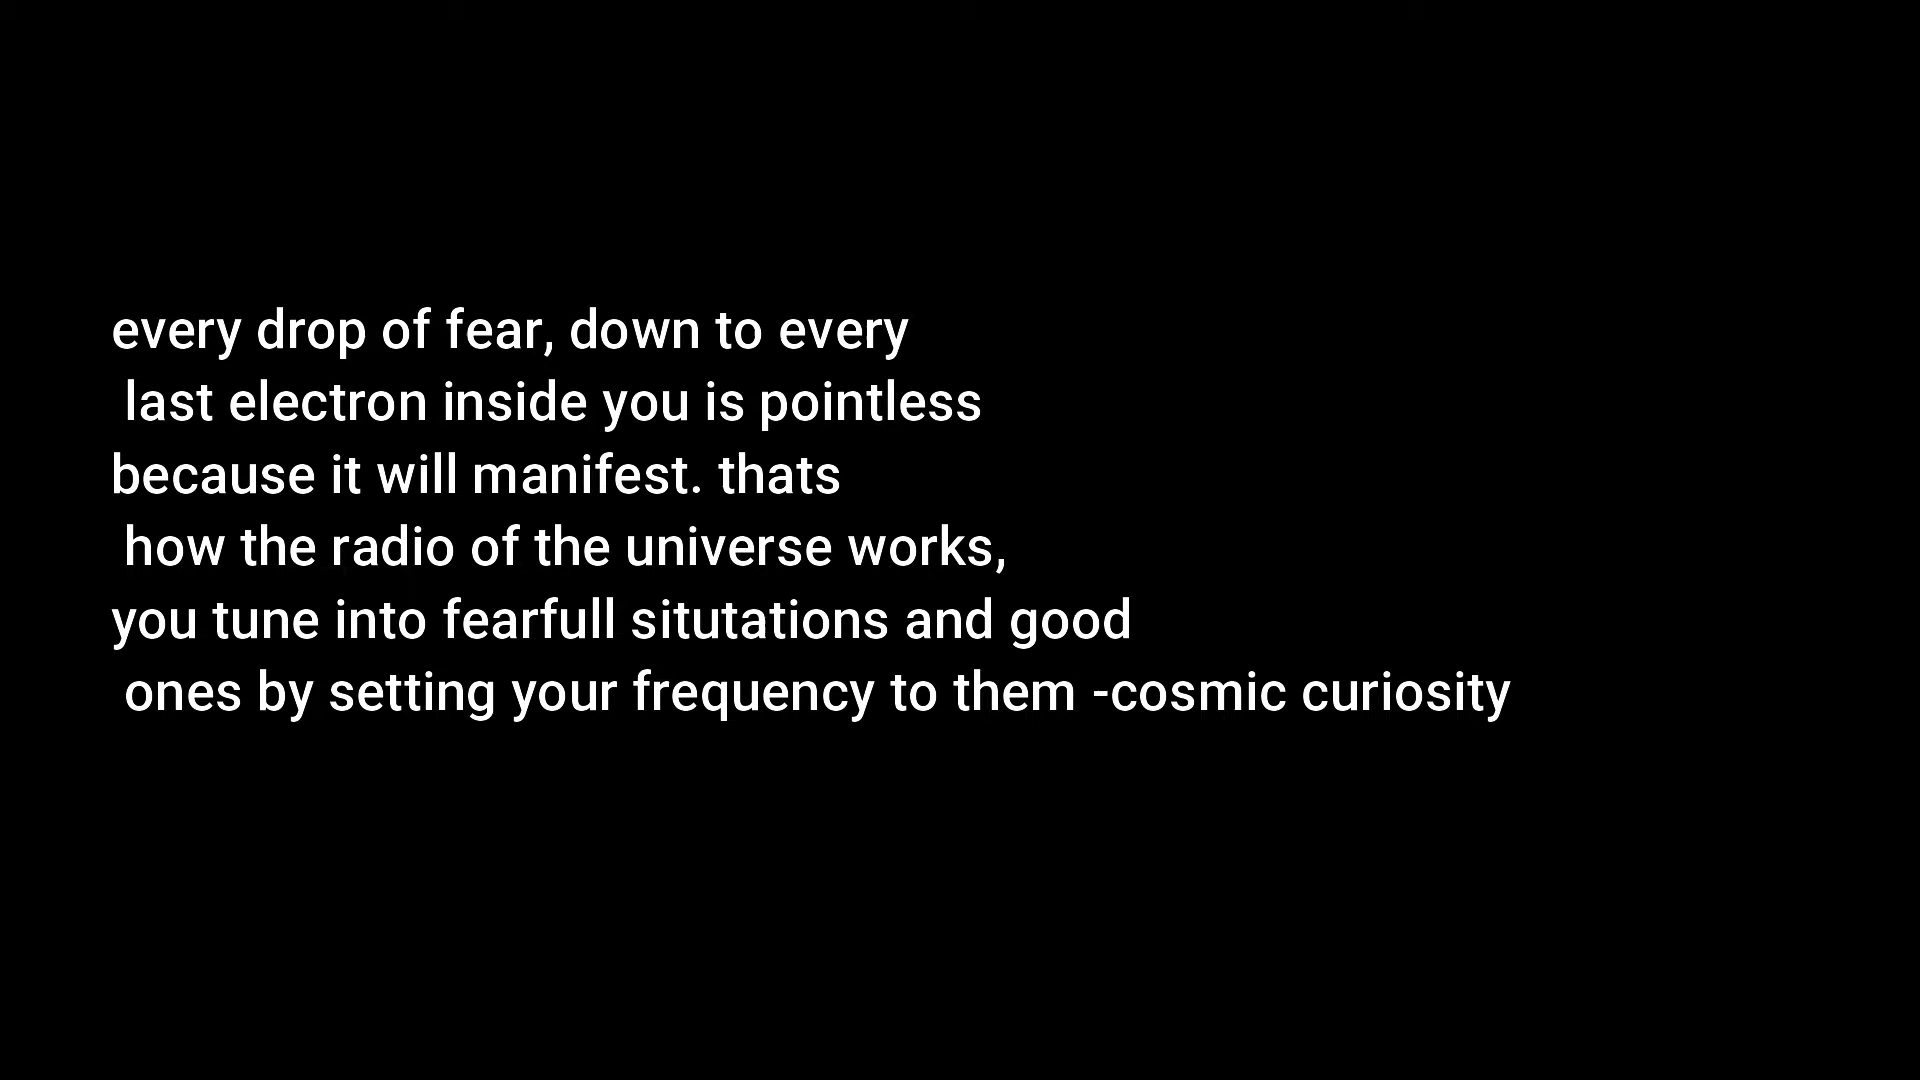 every drop of fear, down to every
last electron inside you is pointless
because it will manifest. thats
how the radio of the universe works,
you tune into fearfull situtations and good
ones by setting your frequency to them -cosmic curiosity